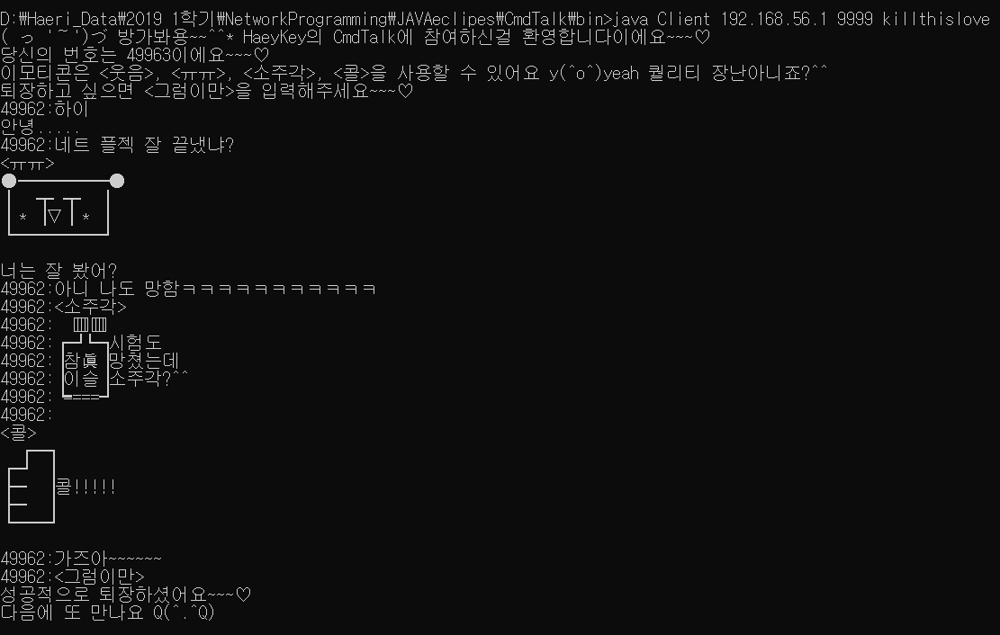 D:\Haeri_Data\2019 1학기\NetworkProgramming\JAVAeclipes\CmdTalk\bin>java Client 192.168.56.1 9999 killthislove
( っ '~')づ 방가봐용~~^^* HaeyKey의 CmdTalk에 참여하신걸 환영합니다이에요~~~♡
당신의 번호는 49963이에요~~~♡
이모티콘은 <웃음>, <ㅠㅠ>, <소주각>, <콜>을 사용할 수 있어요 y(^o^)yeah 퀄리티 장난아니죠?^^
퇴장하고 싶으면 <그럼이만>을 입력해주세요~~~♡
49962:하이
안녕.....
49962:네트 플젝 잘 끝냈냐?
<ㅠㅠ>
●────────●
│ * ㅜ▽ㅜ * │
너는 잘 봤어?
49962:아니 나도 망함ㅋㅋㅋㅋㅋㅋㅋㅋㅋㅋㅋ
49962:<소주각>
49962:  ▥▥
49962: ┌┘└┐시험도
49962: │참眞│망쳤는데
49962: │이슬│소주각?^^
49962: ====
49962:
<콜>
콜!!!!!
49962:가즈아~~~~~~
49962:<그럼이만>
성공적으로 퇴장하셨어요~~~♡
다음에 또 만나요 Q(^.^Q)